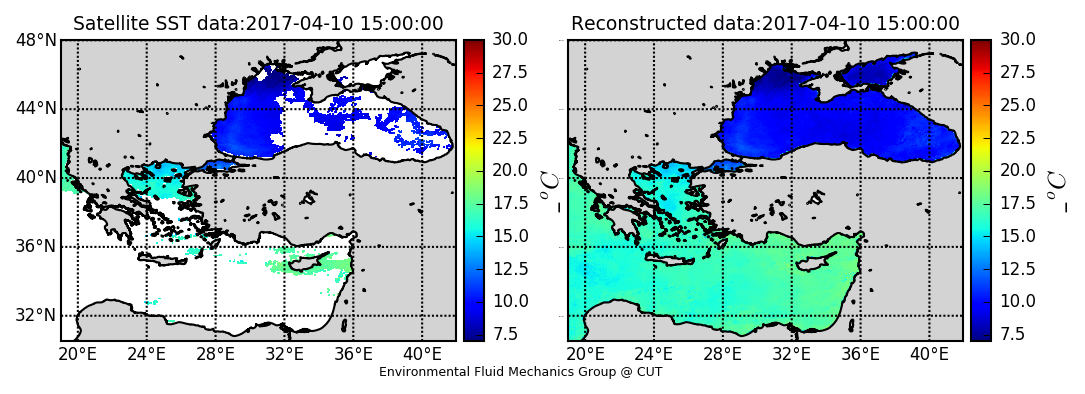 Satellite SST data:2017-04-10 15:00:00
48°N
44°N
40°N
36°N
32°N
20°E 24°E 28°E 32°E 36°E 40°E
30.0
27.5
25.0
22.5
20.0
17.5
15.0
12.5
10.0
7.5
_°C
Reconstructed data:2017-04-10 15:00:00
20°E 24°E 28°E 32°E 36°E 40°E
30.0
27.5
25.0
22.5
20.0
17.5
15.0
12.5
10.0
7.5
_°C
Environmental Fluid Mechanics Group @ CUT